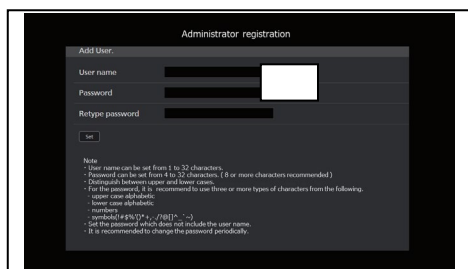 Administrator registration
Add User.
User name
Password
Retype password
Set
Note
- User name can be set from 1 to 32 characters.
- Password can be set from 4 to 32 characters. ( 8 or more characters recommended )
- Distinguish between upper and lower cases.
- For the password, it is recommend to use three or more types of characters from the following.
- upper case alphabetic
- lower case alphabetic
- numbers
- symbols(!#$%'()*+,-./?@[]^_`~)
- Set the password which does not include the user name.
- It is recommended to change the password periodically.